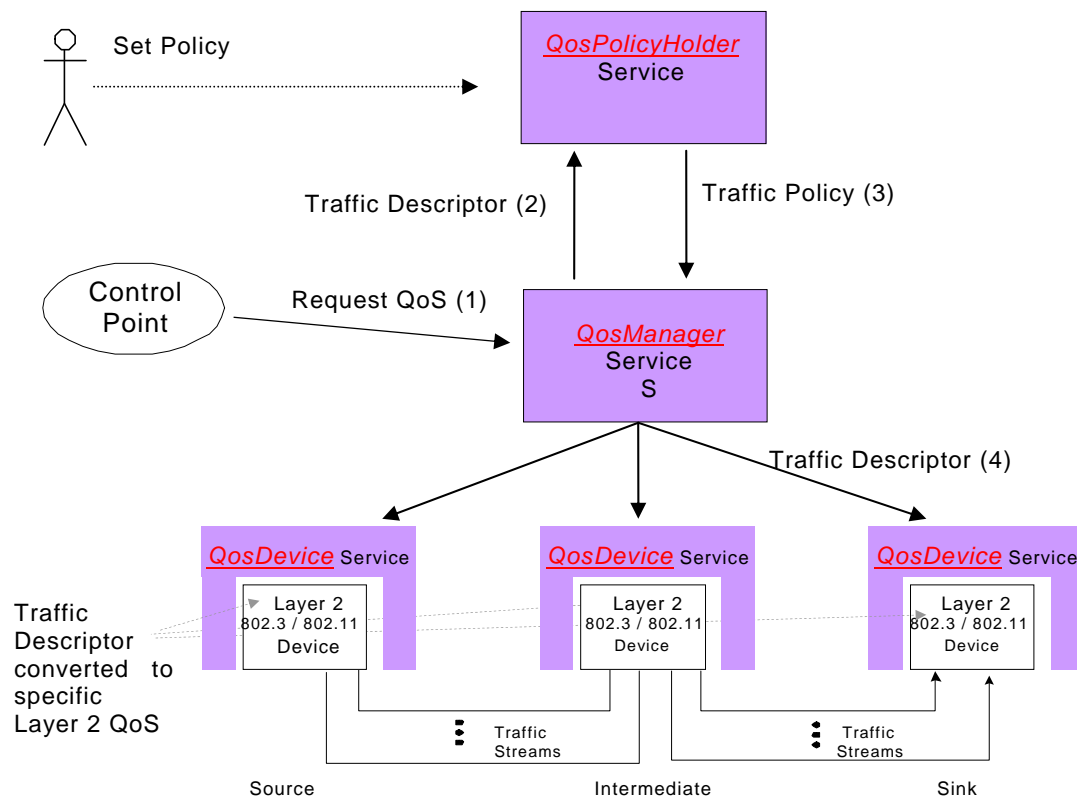 Set Policy
QosPolicyHolder
Service
Traffic Descriptor (2)
Traffic Policy (3)
Control
Point
Request QoS (1)
QosManager
Service
S
Traffic Descriptor (4)
QosDevice Service
QosDevice Service
QosDevice Service
Layer 2
802.3 / 802.11
Device
Layer 2
802.3 / 802.11
Device
Layer 2
802.3 / 802.11
Device
Traffic
Descriptor
converted to
specific
Layer 2 QoS
Traffic
Streams
Traffic
Streams
Source
Intermediate
Sink